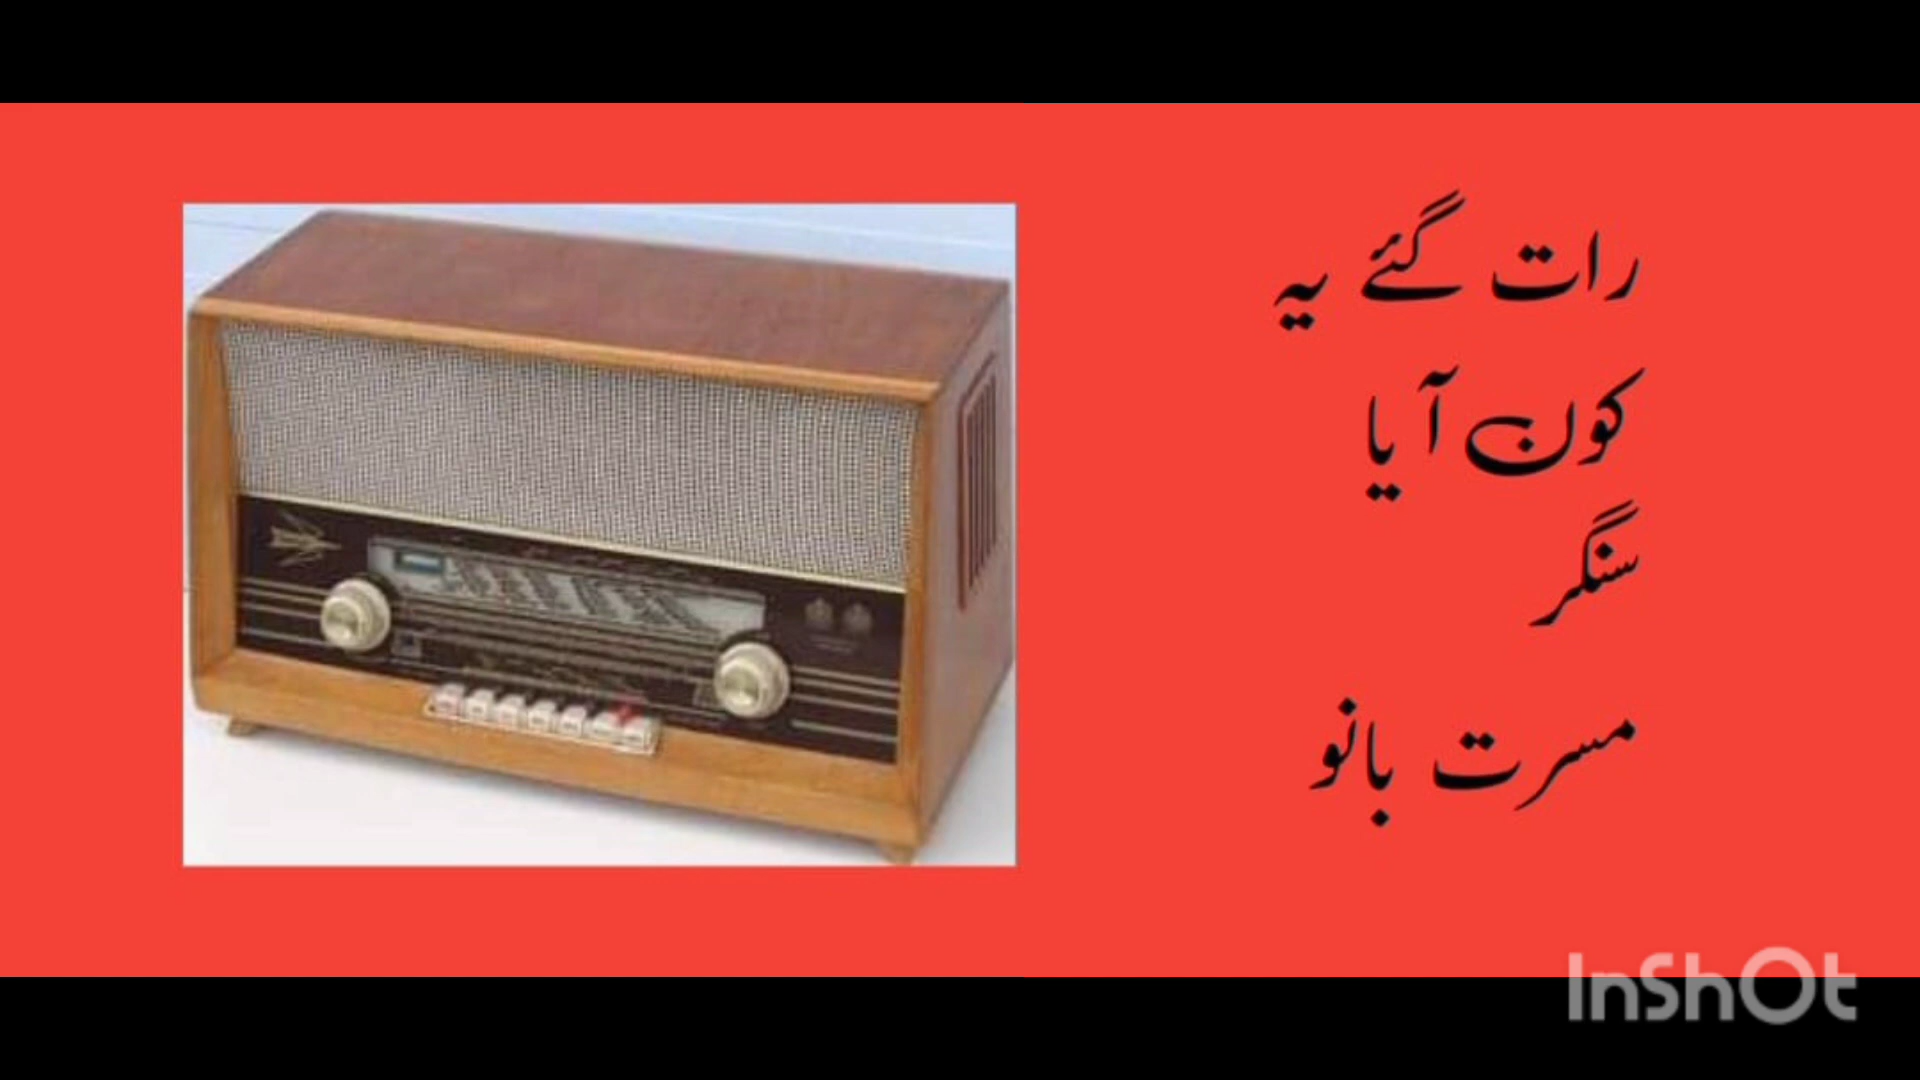 رات گئے یہ
کون آیا
سنگر
مسرت بانو
InShOt